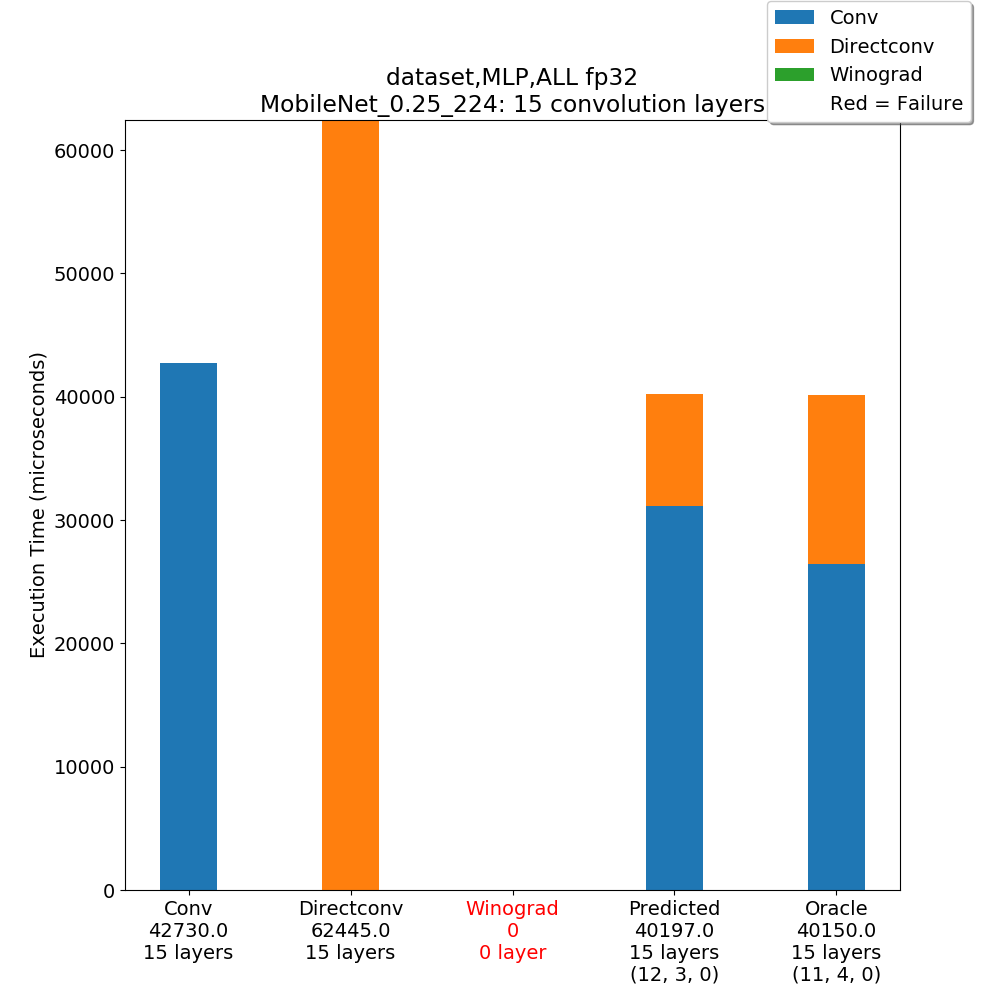 Conv
Directconv
Winograd
Red = Failure
dataset,MLP,ALL fp32
MobileNet_0.25_224: 15 convolution layers
Execution Time (microseconds)
60000
50000
40000
30000
20000
10000
0
Conv
42730.0
15 layers
Directconv
62445.0
15 layers
Winograd
0
0 layer
Predicted
40197.0
15 layers
(12, 3, 0)
Oracle
40150.0
15 layers
(11, 4, 0)